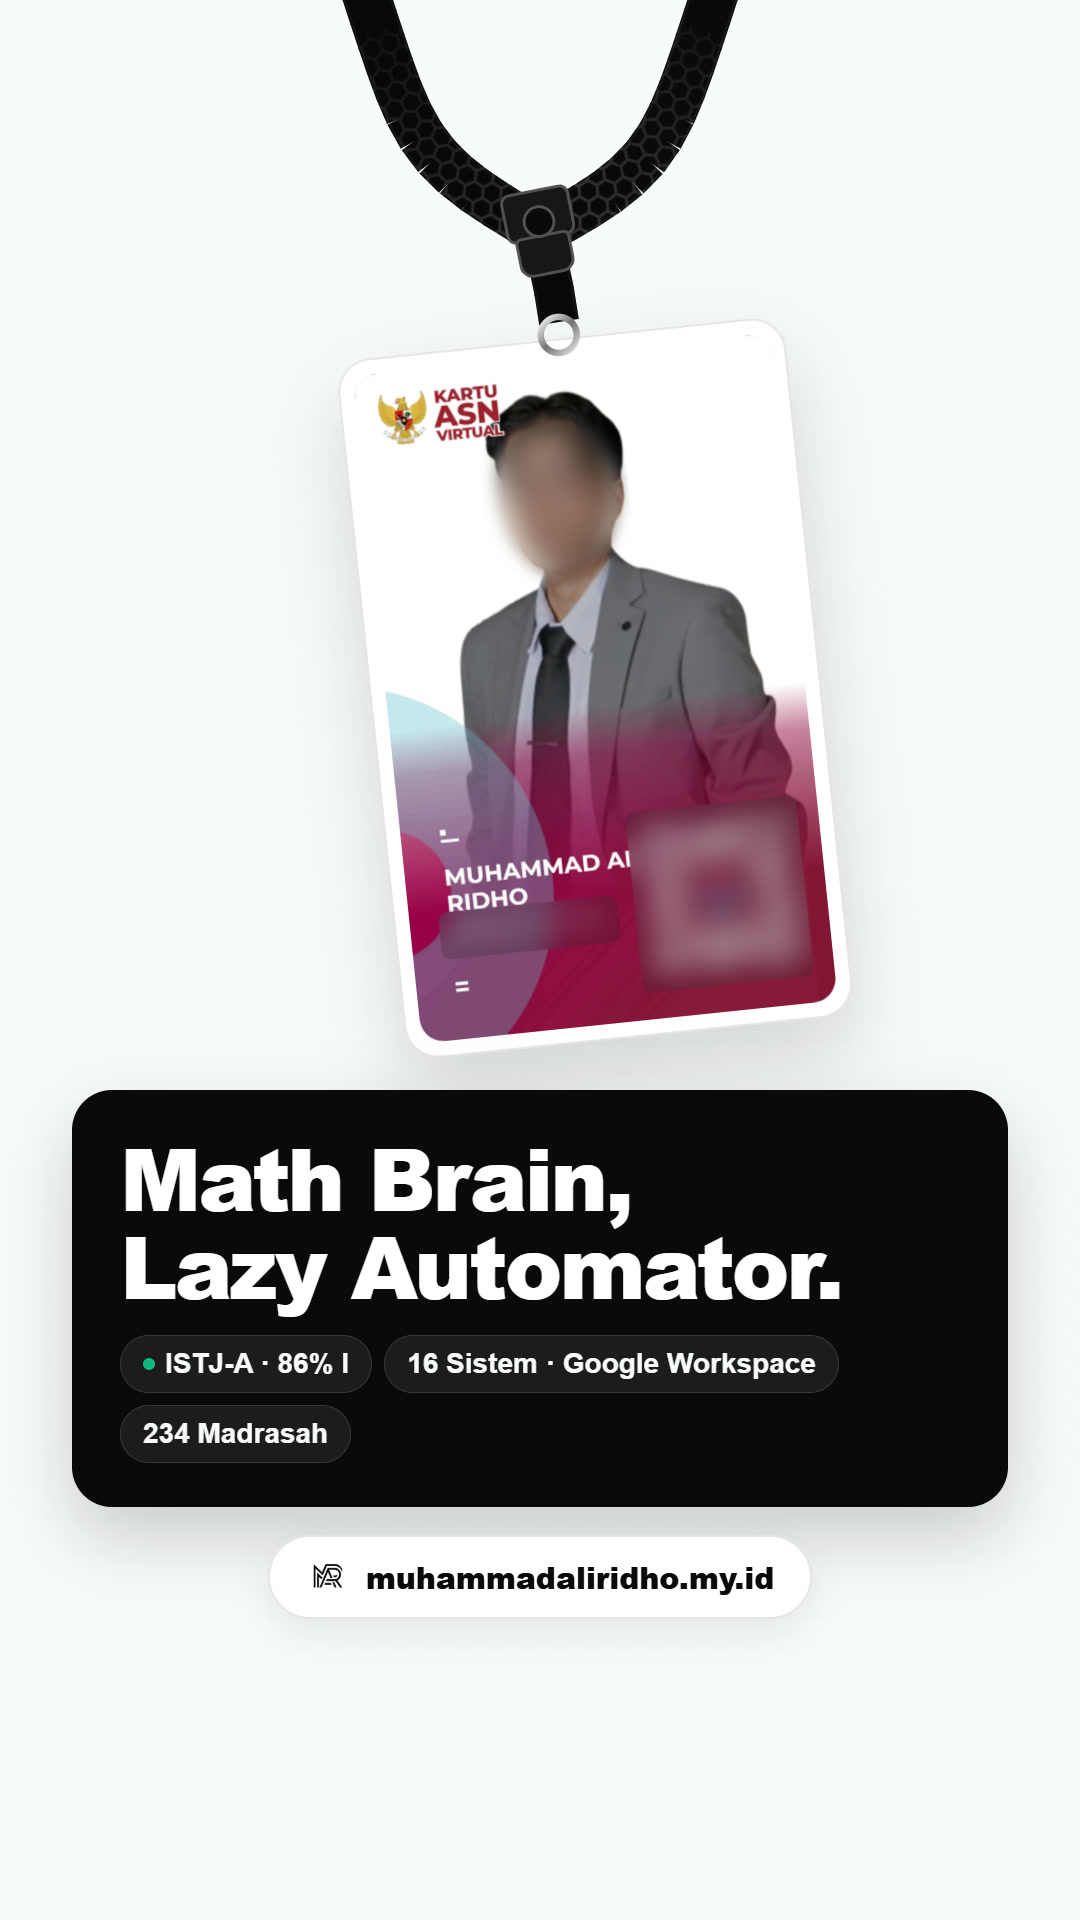 KARTU
ASN
VIRTUAL
MUHAMMAD AL
RIDHO
Math Brain,
Lazy Automator.
ISTJ-A · 86% I
16 Sistem · Google Workspace
234 Madrasah
muhammadaliridho.my.id